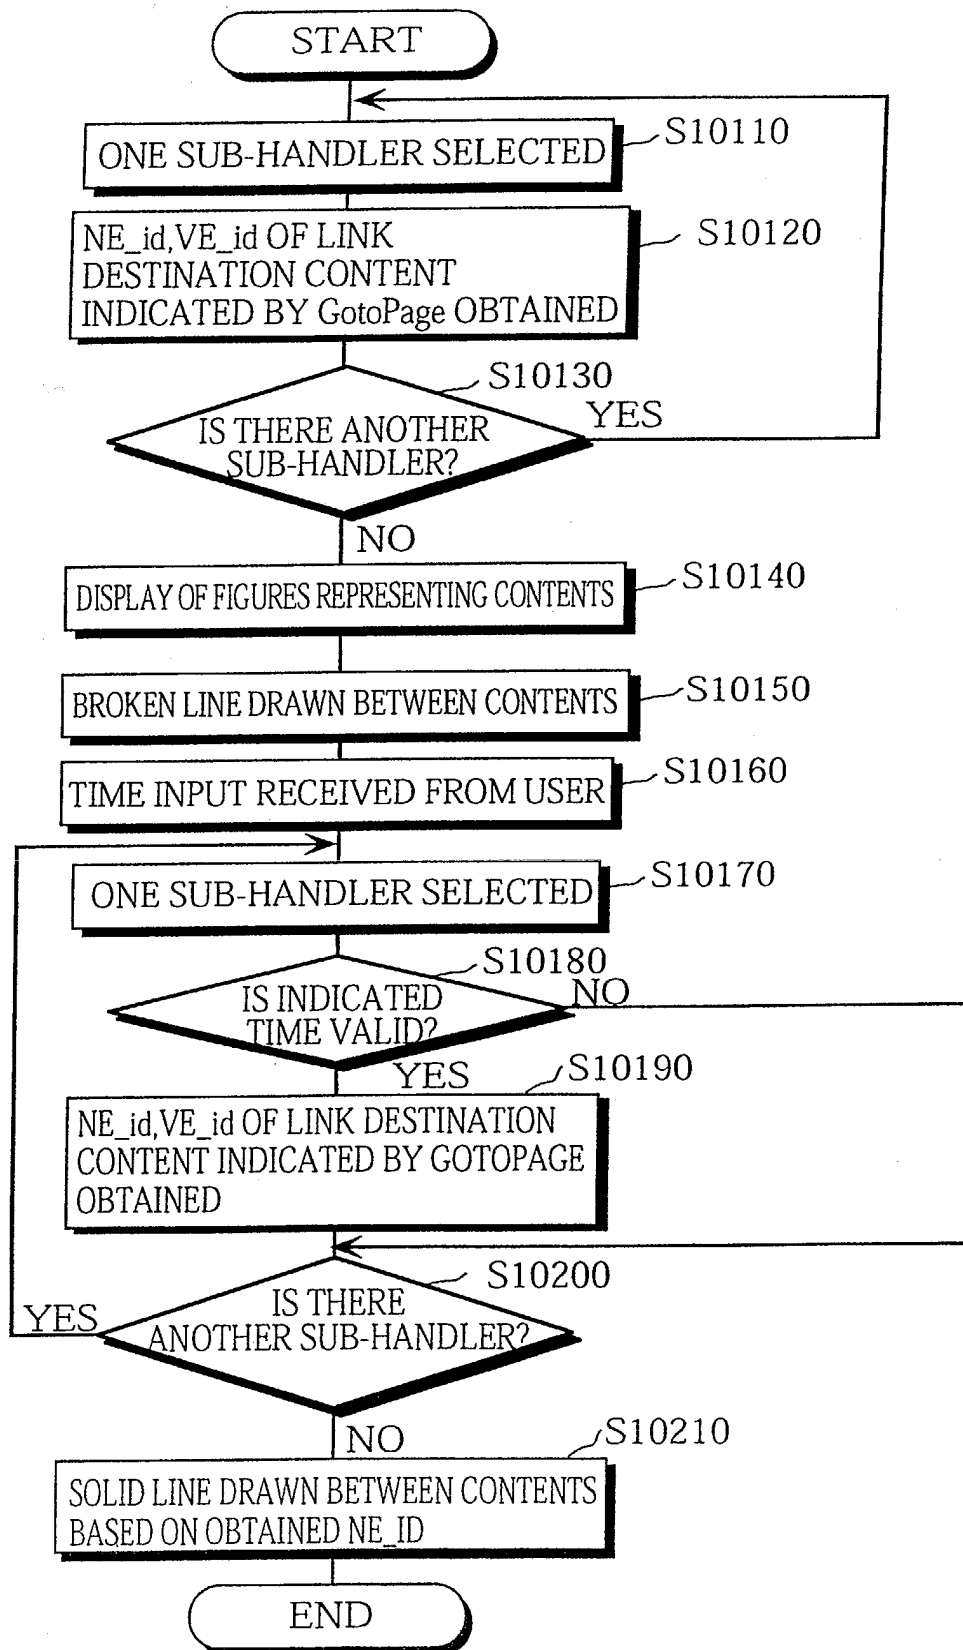 START
ONE SUB-HANDLER SELECTED
S10110
NE_id,VE_id OF LINK
DESTINATION CONTENT
INDICATED BY GotoPage OBTAINED
S10120
S10130
IS THERE ANOTHER
SUB-HANDLER?
YES
NO
DISPLAY OF FIGURES REPRESENTING CONTENTS
S10140
BROKEN LINE DRAWN BETWEEN CONTENTS
S10150
TIME INPUT RECEIVED FROM USER
S10160
ONE SUB-HANDLER SELECTED
S10170
S10180
IS INDICATED
TIME VALID?
NO
YES
S10190
NE_id,VE_id OF LINK DESTINATION
CONTENT INDICATED BY GOTOPAGE
OBTAINED
S10200
IS THERE
ANOTHER SUB-HANDLER?
YES
NO
S10210
SOLID LINE DRAWN BETWEEN CONTENTS
BASED ON OBTAINED NE_ID
END